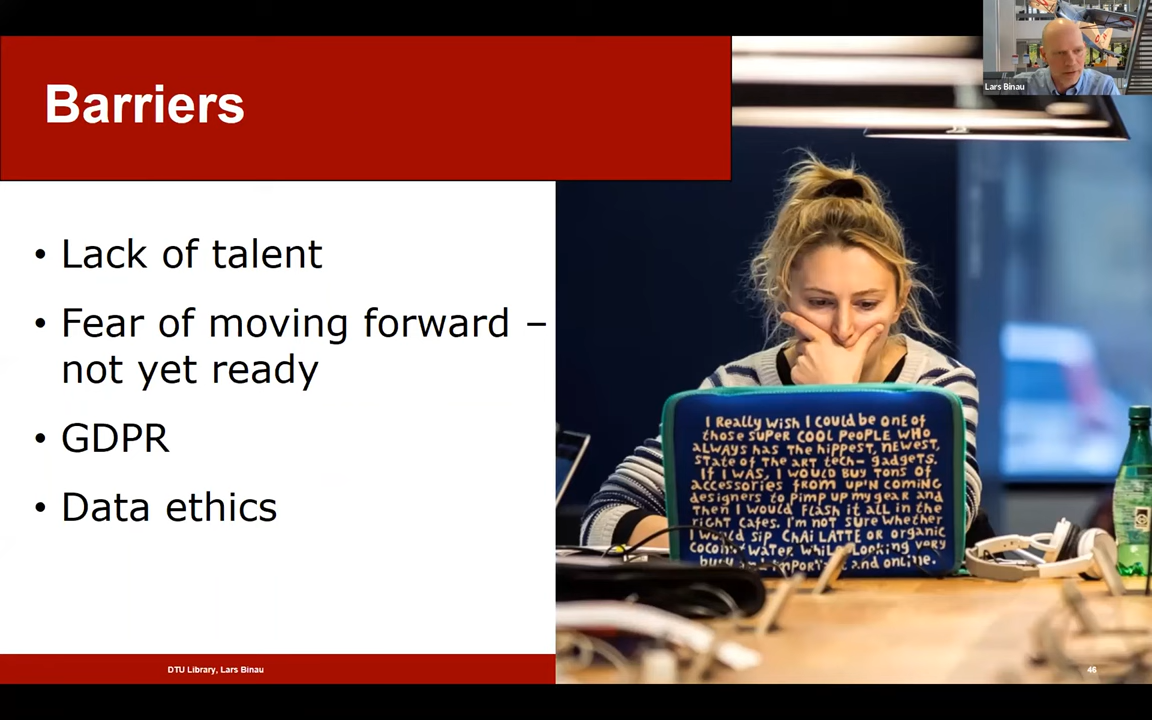 Lars Binau
Barriers
• Lack of talent
• Fear of moving forward –
not yet ready
• GDPR
• Data ethics
I Really wish I could be one of
those super cool people who
always has the hippest, newest,
state of the art tech- gadgets.
If I was, I would buy tons of
accessories from up'n coming
designers to pimp up my gear and
then I would flash it all in the
right cafes. I'm not sure whether
I would sip chai latte or organic
coconut water, while looking very
busy and important and online.
DTU Library, Lars Binau
46